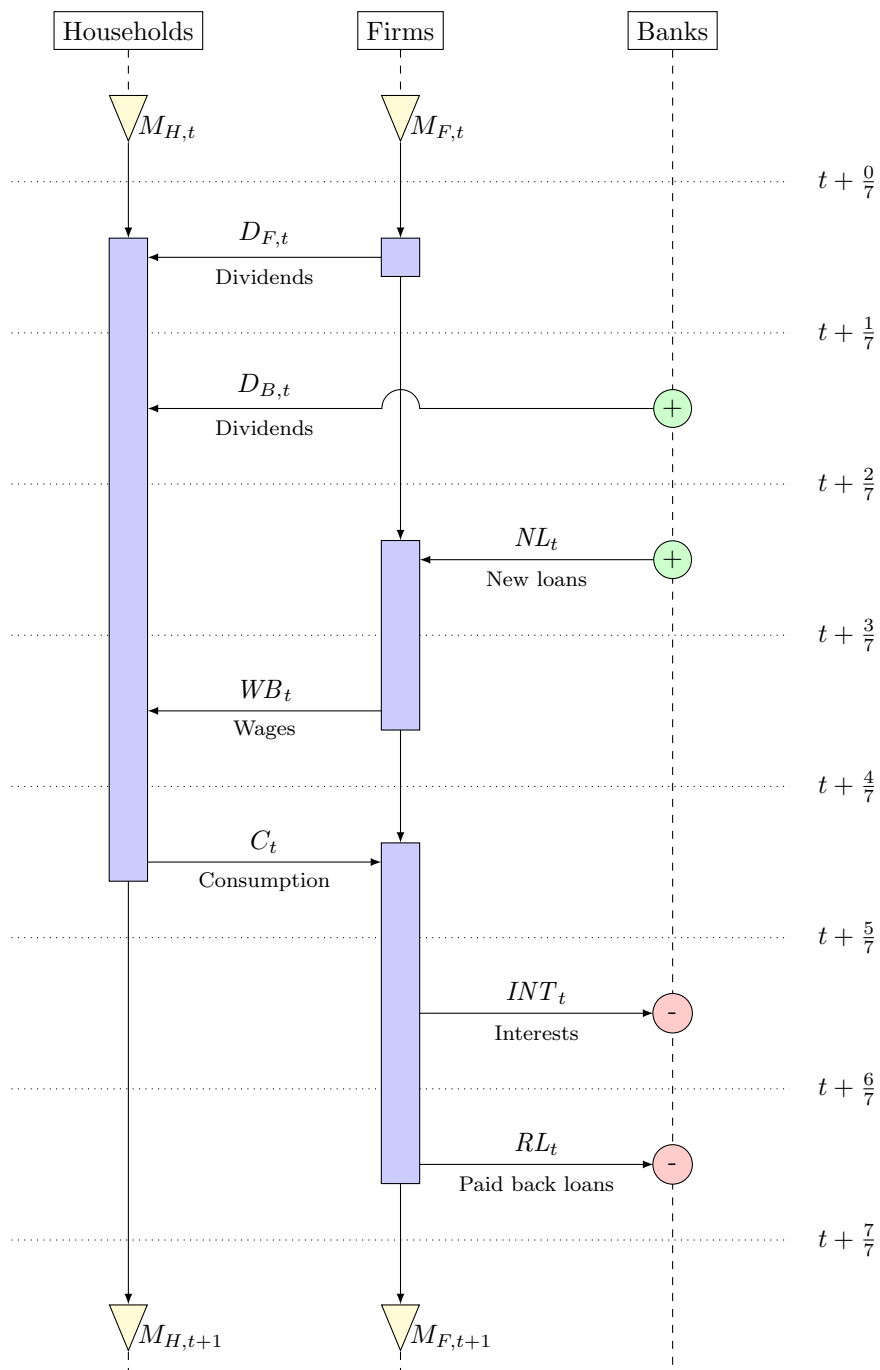 Households Firms Banks
M_{H,t} M_{F,t}
t + 0/7
D_{F,t}
Dividends
t + 1/7
D_{B,t}
Dividends
+
t + 2/7
NL_t
New loans
+
t + 3/7
WB_t
Wages
t + 4/7
C_t
Consumption
t + 5/7
INT_t
Interests
-
t + 6/7
RL_t
Paid back loans
-
t + 7/7
M_{H,t+1} M_{F,t+1}